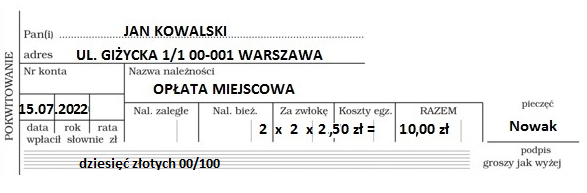 POKWITOWANIE
Pan(i) JAN KOWALSKI
adres UL. GIŻYCKA 1/1 00-001 WARSZAWA
Nr konta Nazwa należności
OPŁATA MIEJSCOWA
15.07.2022 Nal. zaległe Nal. bież. Za zwłokę Koszty egz. RAZEM pieczęć
2 x 2 x 2,50 zł = 10,00 zł Nowak
data rok rata
wpłacił słownie zł podpis
dziesięć złotych 00/100 groszy jak wyżej